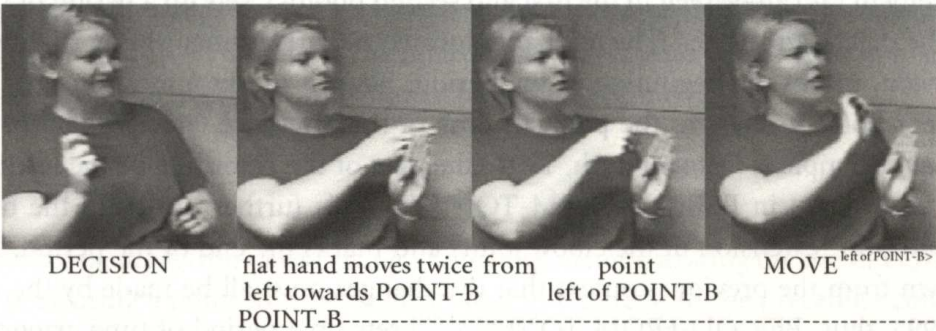 DECISION flat hand moves twice from point MOVE left of POINT-B>
left towards POINT-B left of POINT-B
POINT-B--------------------------------------------------------